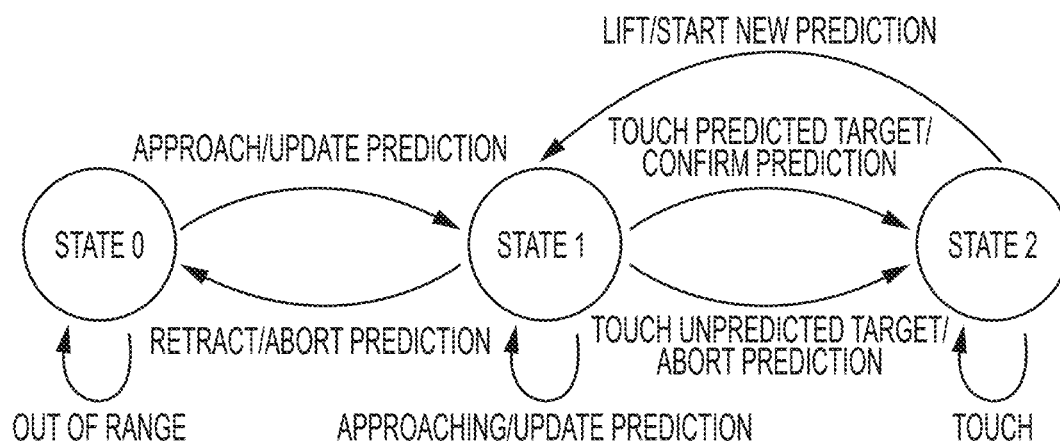 LIFT/START NEW PREDICTION
APPROACH/UPDATE PREDICTION
TOUCH PREDICTED TARGET/
CONFIRM PREDICTION
STATE 0
STATE 1
STATE 2
RETRACT/ABORT PREDICTION
TOUCH UNPREDICTED TARGET/
ABORT PREDICTION
OUT OF RANGE
APPROACHING/UPDATE PREDICTION
TOUCH